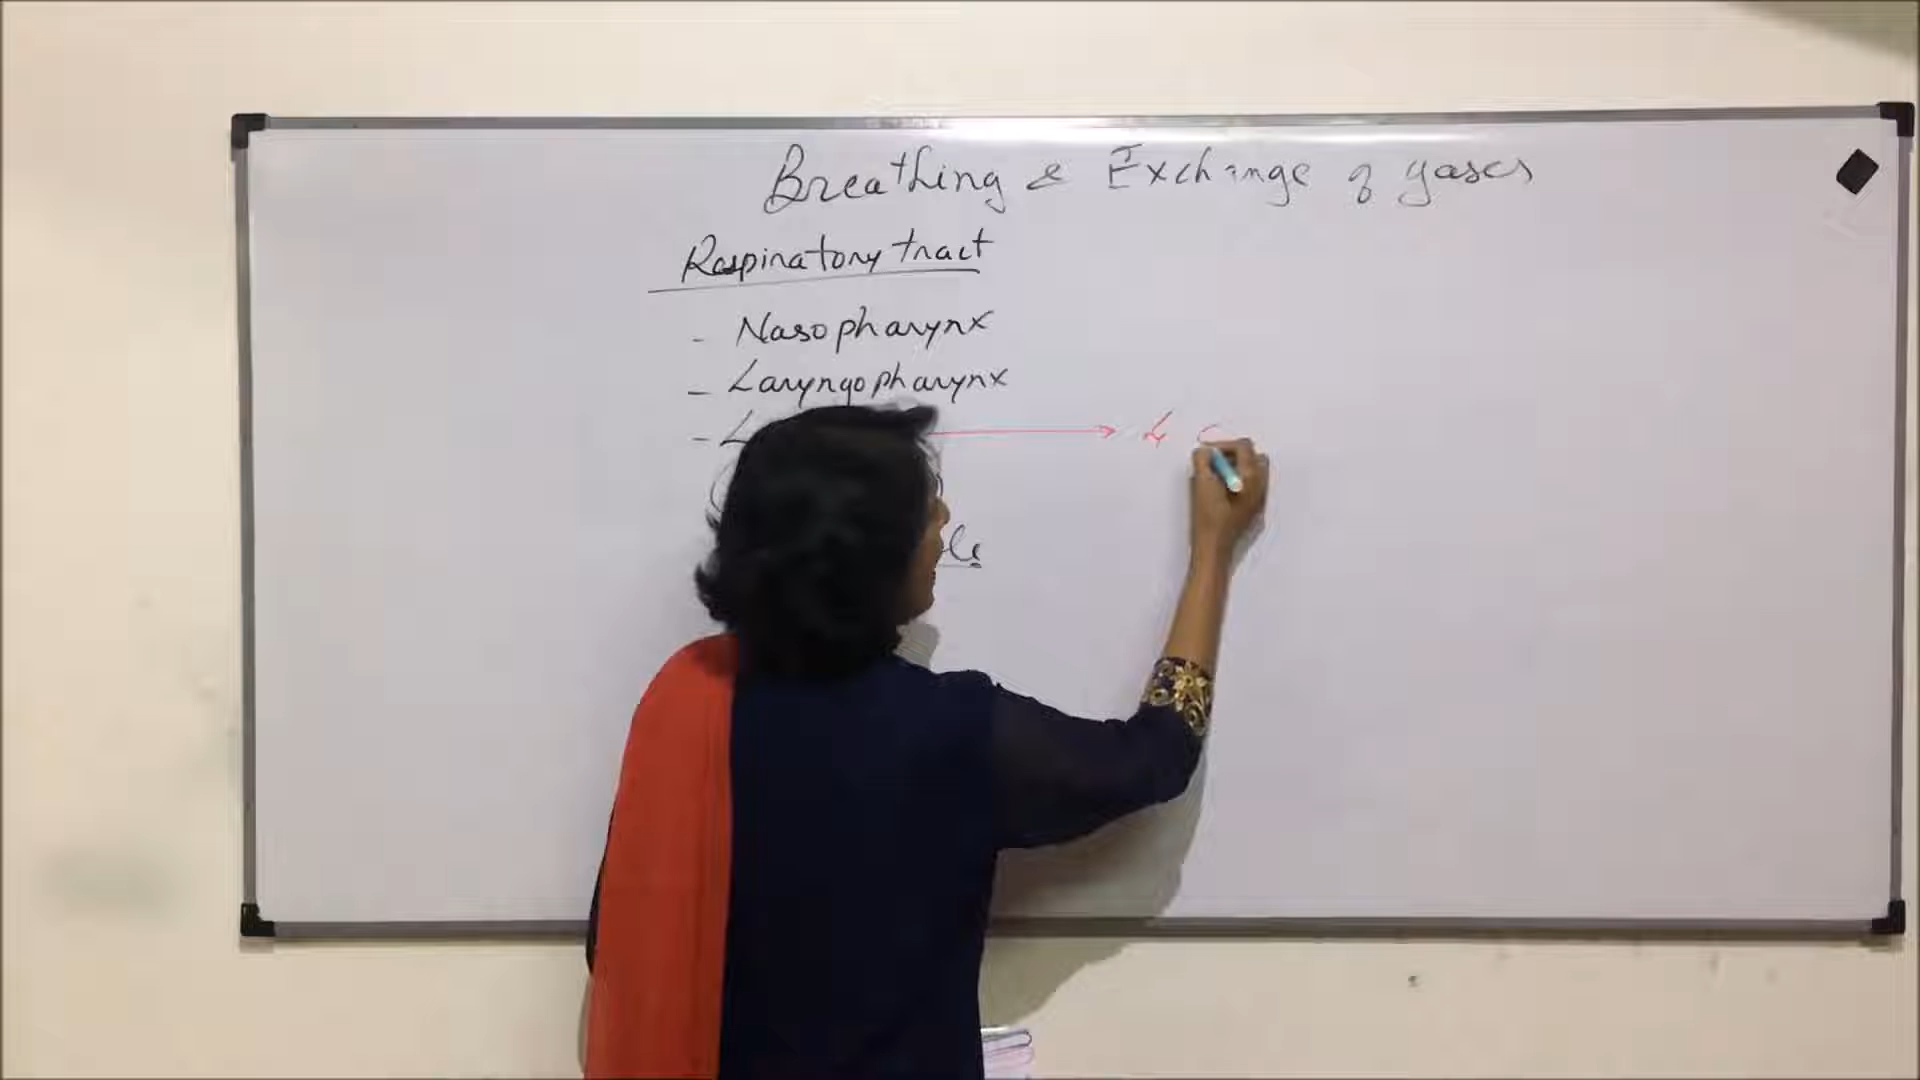 Breathing & Exchange of gases
Respiratory tract
- Nasopharynx
- Laryngopharynx
- L